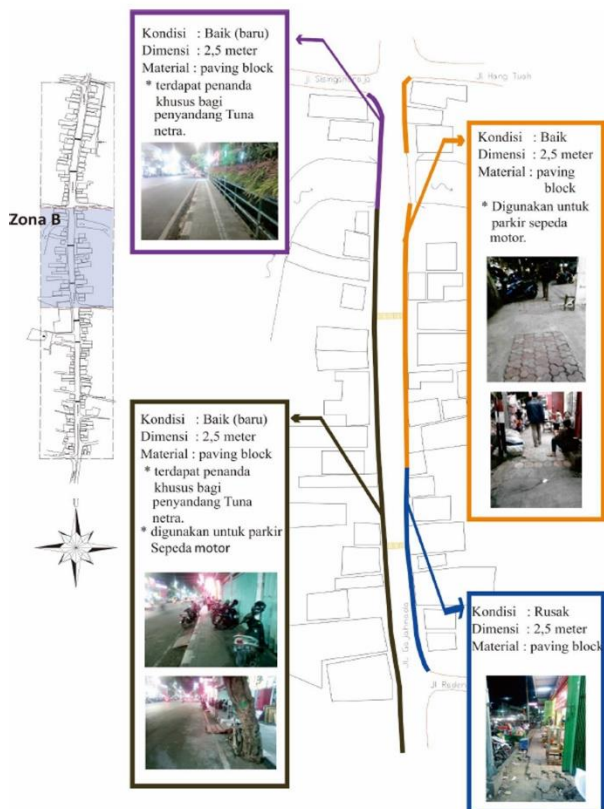 Kondisi : Baik (baru)
Dimensi : 2,5 meter
Material : paving block
* terdapat penanda
khusus bagi
penyandang Tuna
netra.
Jl Hang Tuah
Kondisi : Baik
Dimensi : 2,5 meter
Material : paving
block
* Digunakan untuk
parkir sepeda
motor.
Zona B
Kondisi : Baik (baru)
Dimensi : 2,5 meter
Material : paving block
* terdapat penanda
khusus bagi
penyandang Tuna
netra.
* digunakan untuk parkir
Sepeda motor
Kondisi : Rusak
Dimensi : 2,5 meter
Material : paving block